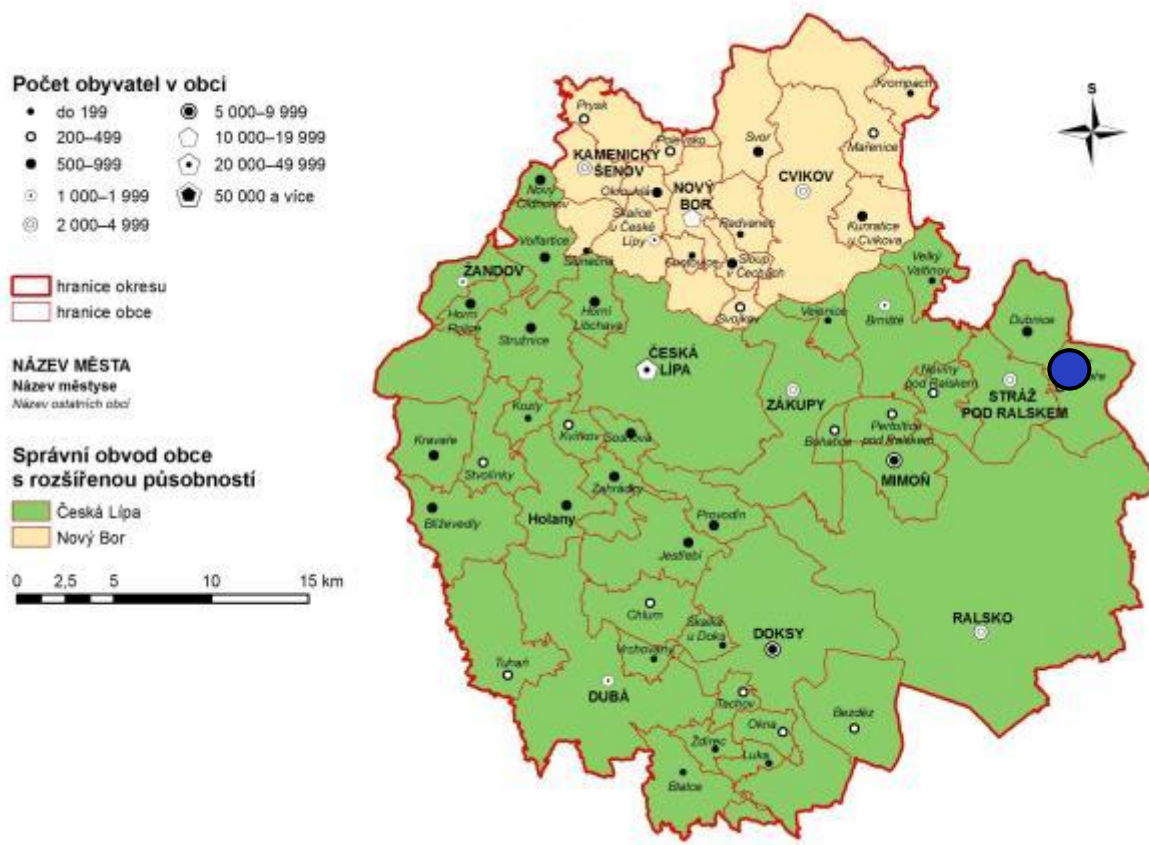 Počet obyvatel v obci
do 199
200–499
500–999
1 000–1 999
2 000–4 999
5 000–9 999
10 000–19 999
20 000–49 999
50 000 a více
hranice okresu
hranice obce
NÁZEV MĚSTA
Název městyse
Název ostatních obcí
Správní obvod obce
s rozšířenou působností
Česká Lípa
Nový Bor
0 2,5 5 10 15 km
S
Krompach
Prysk
Polevsko
Svor
Mařenice
KAMENICKÝ
ŠENOV
CVIKOV
Nový
Oldřichov
Okrouhlá
NOVÝ
BOR
Skalice
u České
Lípy
Radvanec
Kunratice
u Cvikova
Volfartice
Slunečná
Sloup
v Čechách
Velký
Valtinov
ŽANDOV
Horní
Police
Horní
Libchava
Svojkov
Velenice
Brniště
Dubnice
Stružnice
ČESKÁ
LÍPA
Noviny
pod Ralskem
ZÁKUPY
STRÁŽ
POD RALSKEM
Kozly
Kvítkov
Sosnová
Bohatice
Pertoltice
pod Ralskem
Kravaře
Stvolínky
MIMOŇ
Zahrádky
Blíževedly
Holany
Provodín
Jestřebí
Chlum
Skalka
u Doks
DOKSY
RALSKO
Vrchovany
Tuhaň
DUBÁ
Tachov
Okna
Bezděz
Ždírec
Luka
Blatce